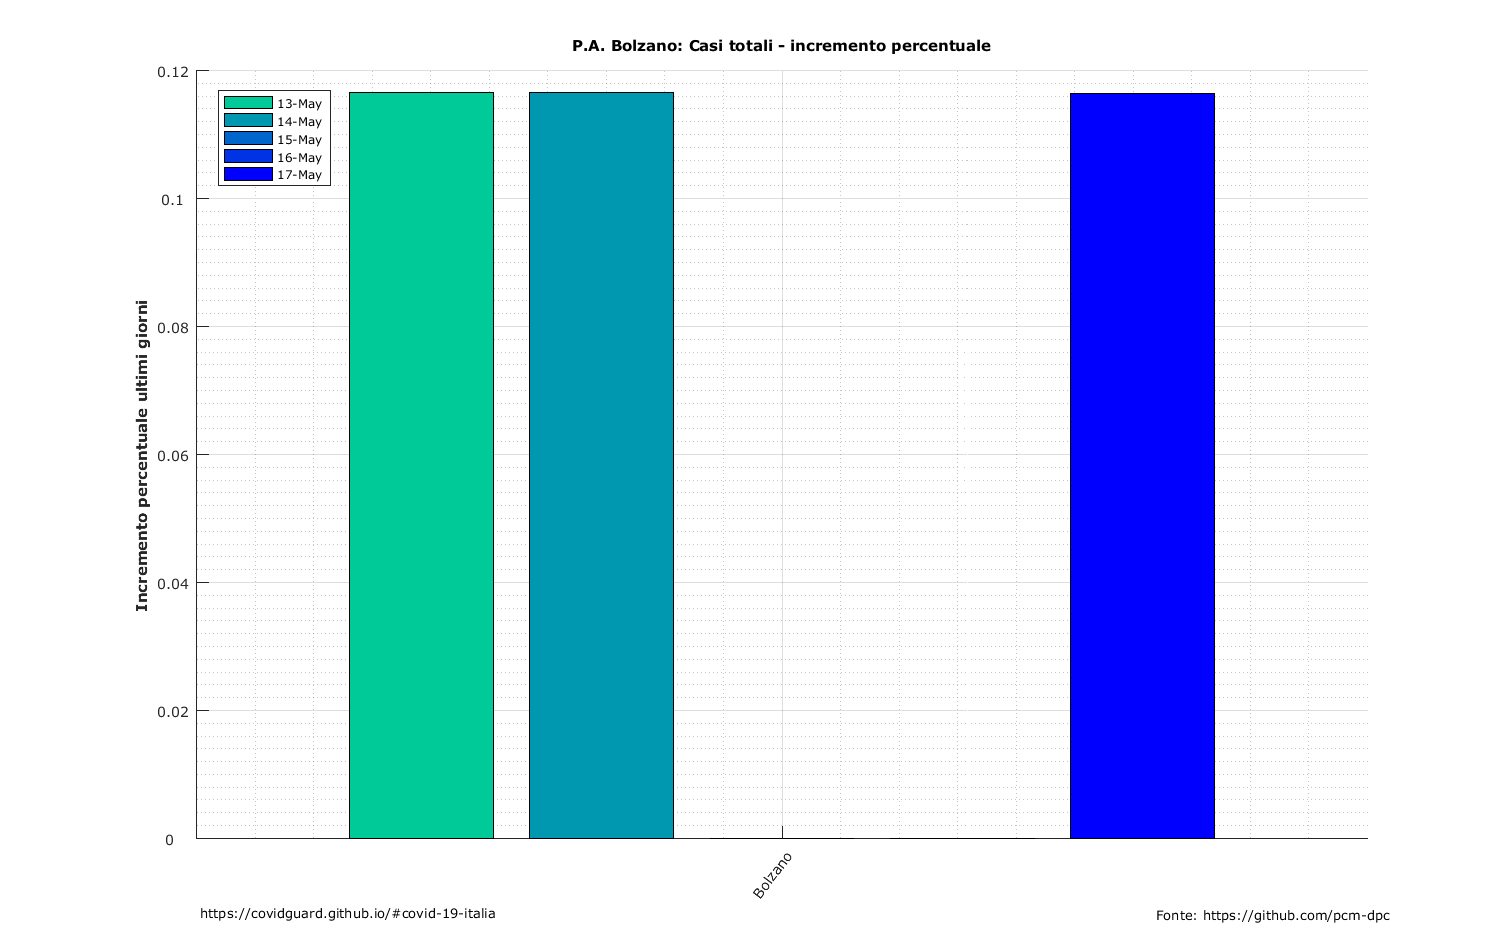 P.A. Bolzano: Casi totali - incremento percentuale
Incremento percentuale ultimi giorni
0.12
0.1
0.08
0.06
0.04
0.02
0
13-May
14-May
15-May
16-May
17-May
Bolzano
https://covidguard.github.io/#covid-19-italia
Fonte: https://github.com/pcm-dpc